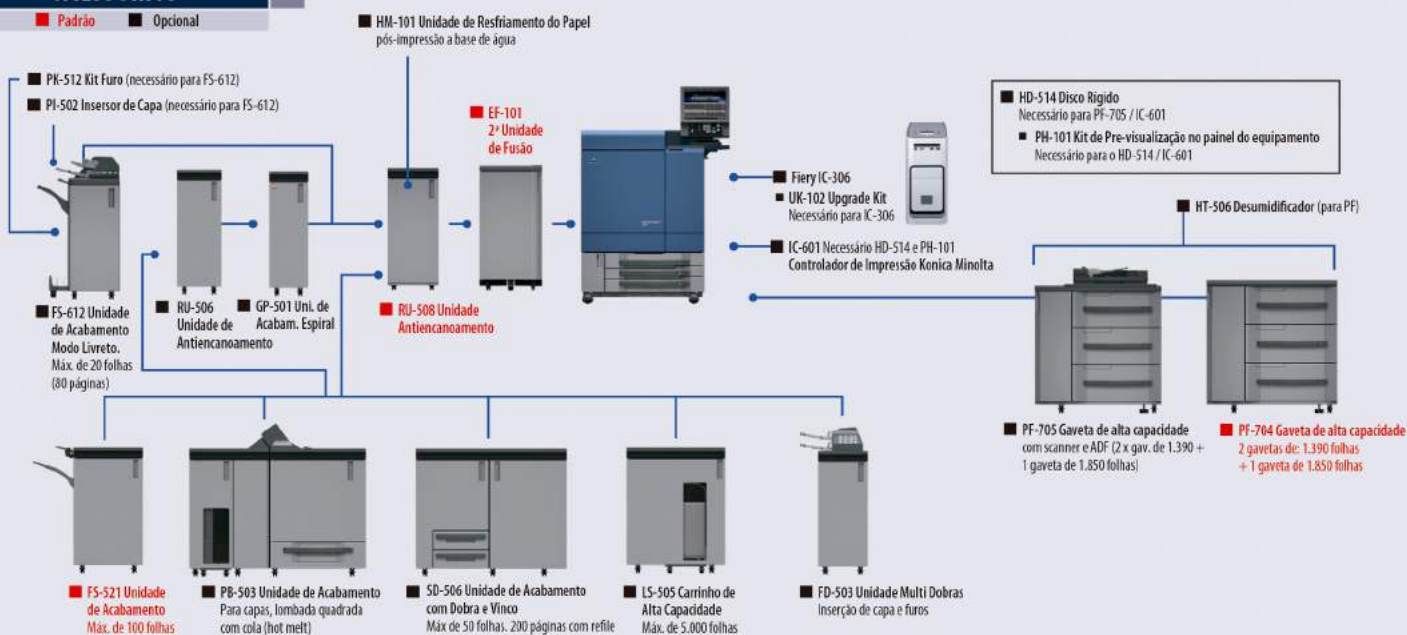 Padrão
Opcional
HM-101 Unidade de Resfriamento do Papel
pós-impressão a base de água
PK-512 Kit Furo (necessário para FS-612)
PI-502 Insersor de Capa (necessário para FS-612)
EF-101
2ª Unidade
de Fusão
HD-514 Disco Rígido
Necessário para PF-705 / IC-601
PH-101 Kit de Pre-visualização no painel do equipamento
Necessário para o HD-514 / IC-601
Fiery IC-306
UK-102 Upgrade Kit
Necessário para IC-306
HT-506 Desumidificador (para PF)
IC-601 Necessário HD-514 e PH-101
Controlador de Impressão Konica Minolta
FS-612 Unidade
de Acabamento
Modo Livreto.
Máx. de 20 folhas
(80 páginas)
RU-506
Unidade de
Antiencanoamento
GP-501 Uni. de
Acabam. Espiral
RU-508 Unidade
Antiencanoamento
PF-705 Gaveta de alta capacidade
com scanner e ADF (2 x gav. de 1.390 +
1 gaveta de 1.850 folhas)
PF-704 Gaveta de alta capacidade
2 gavetas de: 1.390 folhas
+ 1 gaveta de 1.850 folhas
FS-521 Unidade
de Acabamento
Máx. de 100 folhas
PB-503 Unidade de Acabamento
Para capas, lombada quadrada
com cola (hot melt)
SD-506 Unidade de Acabamento
com Dobra e Vinco
Máx de 50 folhas. 200 páginas com refile
LS-505 Carrinho de
Alta Capacidade
Máx. de 5.000 folhas
FD-503 Unidade Multi Dobras
Inserção de capa e furos